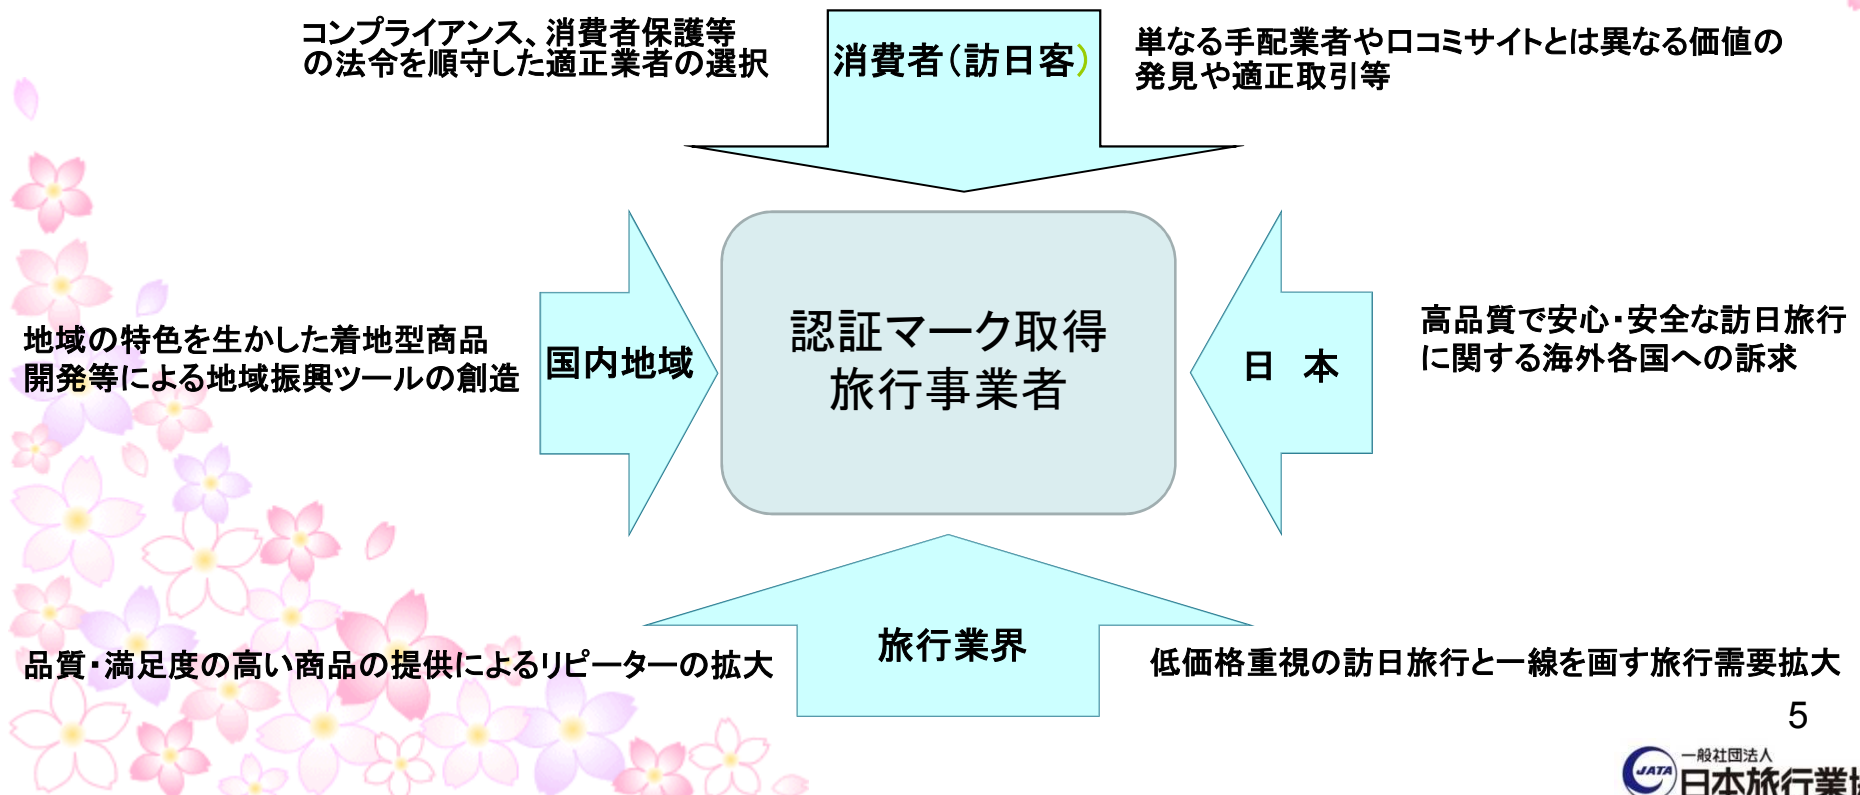 コンプライアンス、消費者保護等
の法令を順守した適正業者の選択
消費者(訪日客)
単なる手配業者や口コミサイトとは異なる価値の
発見や適正取引等
地域の特色を生かした着地型商品
開発等による地域振興ツールの創造
国内地域
認証マーク取得
旅行事業者
日 本
高品質で安心・安全な訪日旅行
に関する海外各国への訴求
品質・満足度の高い商品の提供によるリピーターの拡大
旅行業界
低価格重視の訪日旅行と一線を画す旅行需要拡大
5
JATA
一般社団法人
日本旅行業協